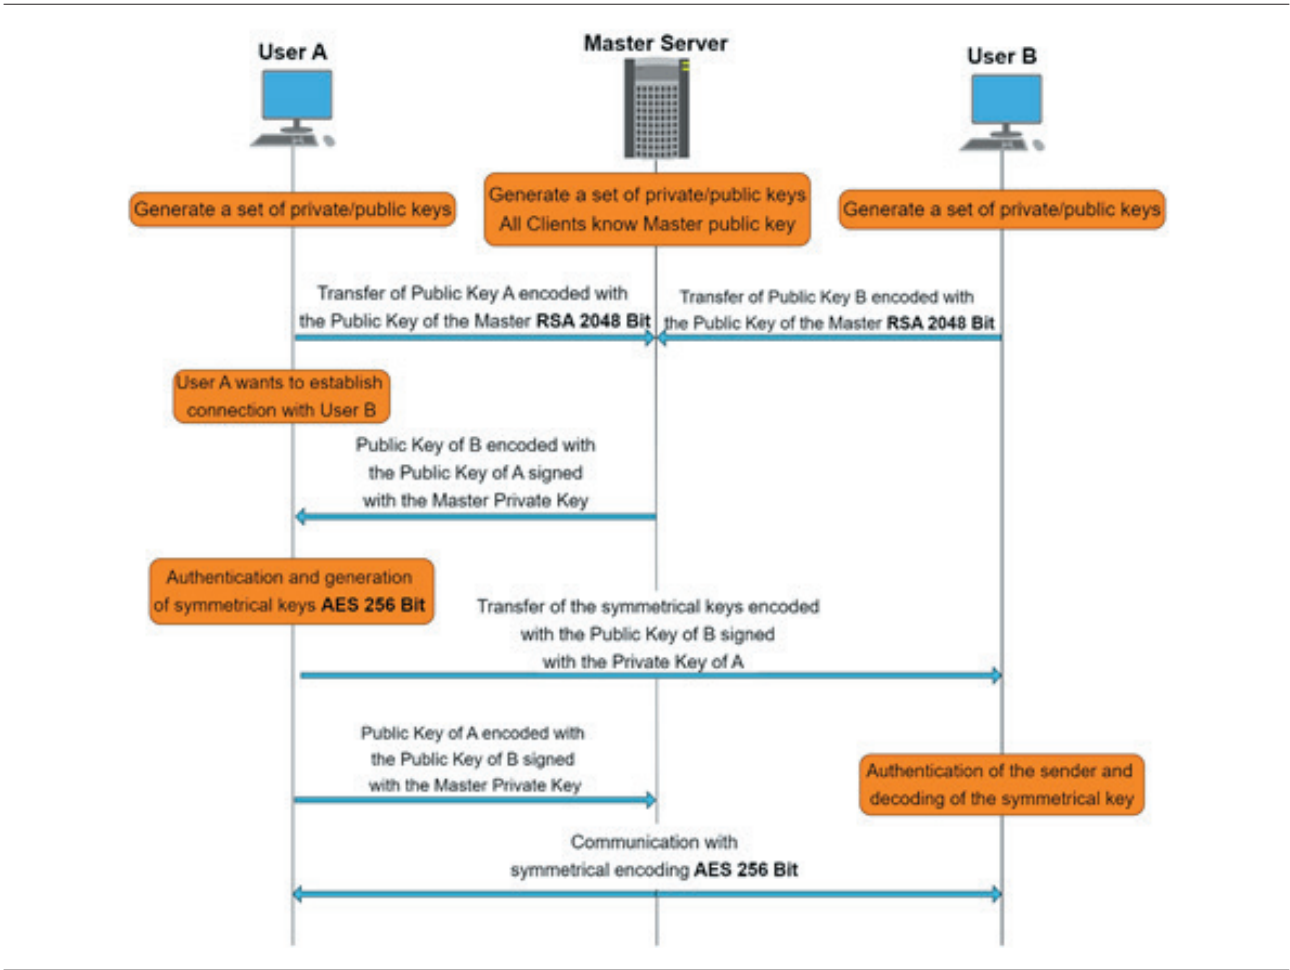 User A
Master Server
User B
Generate a set of private/public keys
Generate a set of private/public keys
All Clients know Master public key
Generate a set of private/public keys
Transfer of Public Key A encoded with
the Public Key of the Master RSA 2048 Bit
Transfer of Public Key B encoded with
the Public Key of the Master RSA 2048 Bit
User A wants to establish
connection with User B
Public Key of B encoded with
the Public Key of A signed
with the Master Private Key
Authentication and generation
of symmetrical keys AES 256 Bit
Transfer of the symmetrical keys encoded
with the Public Key of B signed
with the Private Key of A
Public Key of A encoded with
the Public Key of B signed
with the Master Private Key
Authentication of the sender and
decoding of the symmetrical key
Communication with
symmetrical encoding AES 256 Bit